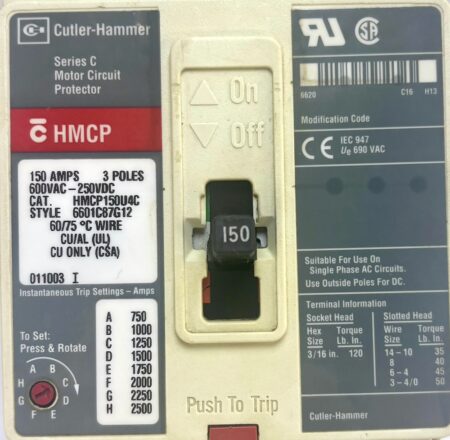 Cutler-Hammer
Series C
Motor Circuit
Protector
HMCP
150 AMPS 3 POLES
600VAC-250VDC
CAT. HMCP150U4C
STYLE 6601C87G12
60/75 °C WIRE
CU/AL (UL)
CU ONLY (CSA)
011003 I
Instantaneous Trip Settings - Amps
To Set:
Press & Rotate
A B C D E F G H
A 750
B 1000
C 1250
D 1500
E 1750
F 2000
G 2250
H 2500
On
Off
150
Push To Trip
UR SA
6620 C16 H13
Modification Code
CE IEC 947
Ue 690 VAC
Suitable For Use On
Single Phase AC Circuits.
Use Outside Poles For DC.
Terminal Information
Socket Head
Hex Torque
Size Lb. In.
3/16 in. 120
Slotted Head
Wire Torque
Size Lb. In.
14-10 35
8 40
6-4 45
3-4/0 50
Cutler-Hammer